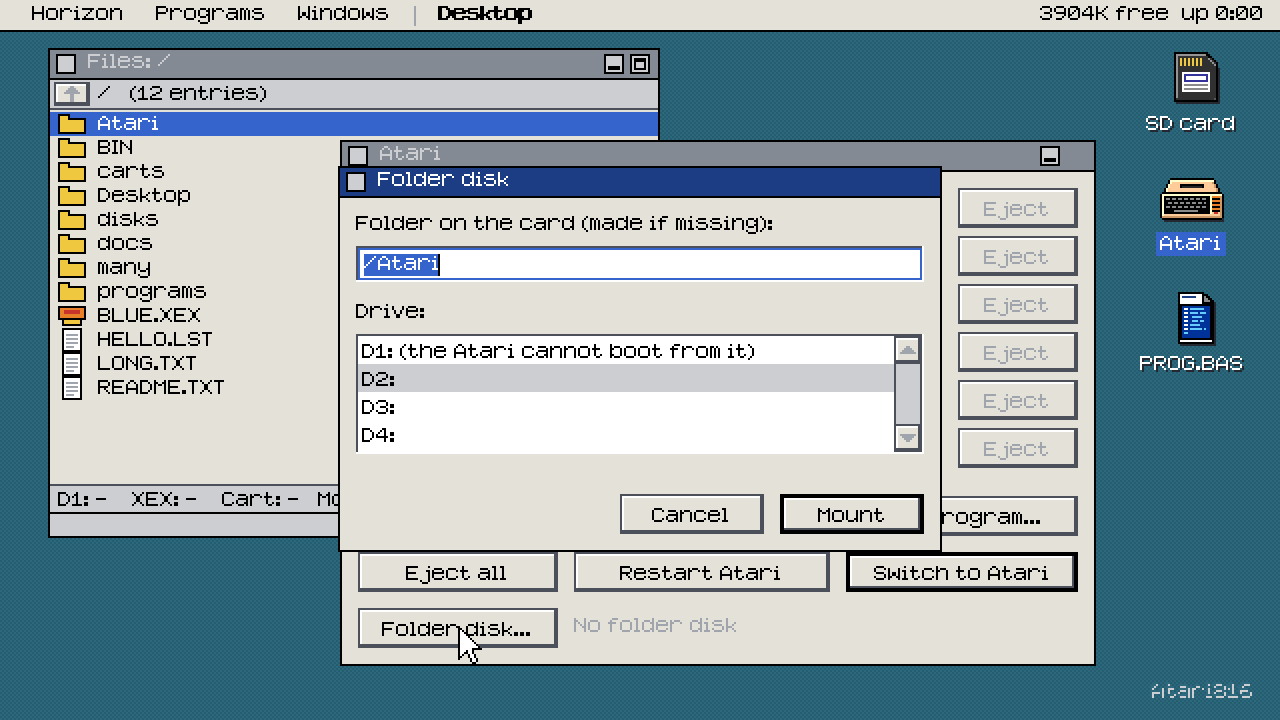 Horizon Programs Windows | Desktop 3904K free up 0:00
Files: /
/ (12 entries)
Atari
BIN
carts
Desktop
disks
docs
many
programs
BLUE.XEX
HELLO.LST
LONG.TXT
README.TXT
D1: - XEX: - Cart: -
Atari
Folder disk
Folder on the card (made if missing):
/Atari
Drive:
D1: (the Atari cannot boot from it)
D2:
D3:
D4:
Cancel Mount
Eject
Eject
Eject
Eject
Eject
Eject
rogram...
Eject all Restart Atari Switch to Atari
Folder disk... No folder disk
SD card
Atari
PROG.BAS
Atari816